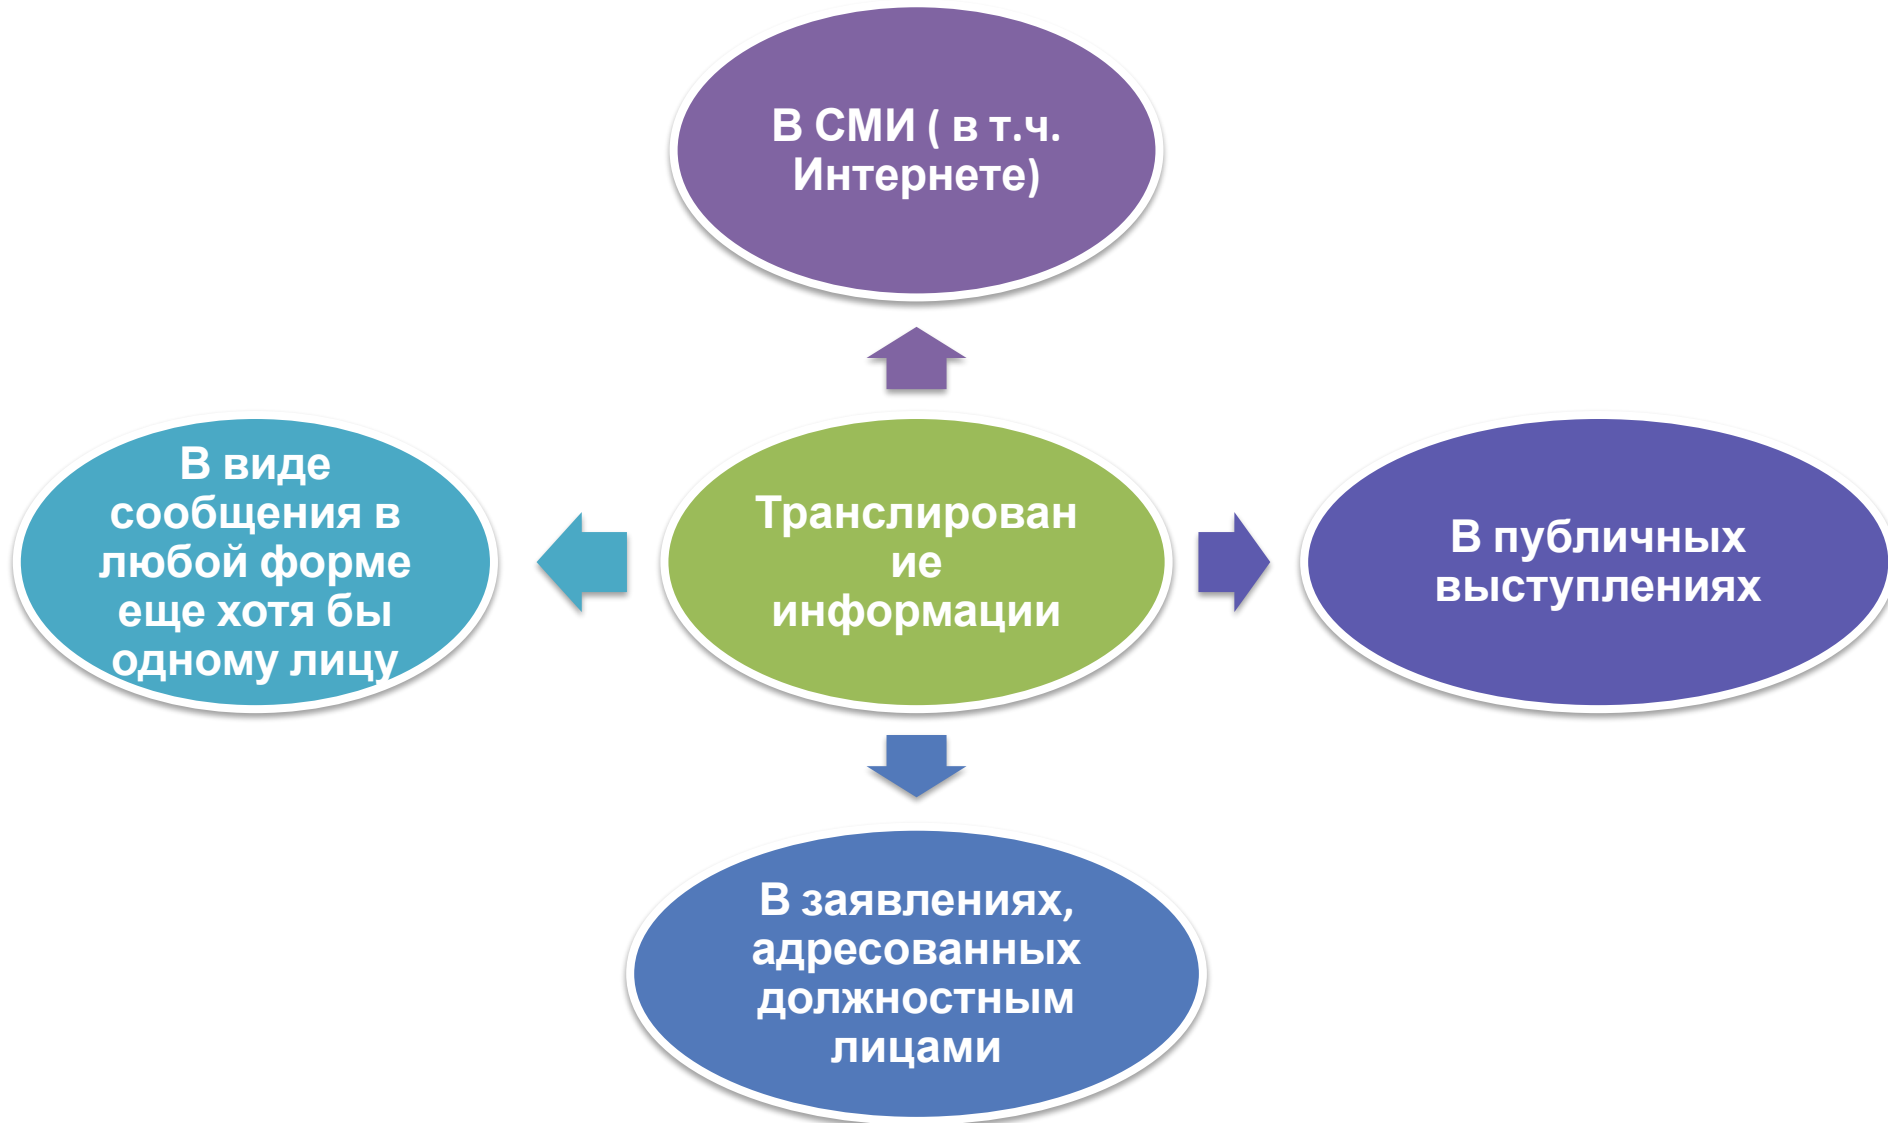 В СМИ ( в т.ч.
Интернете)
В виде
сообщения в
любой форме
еще хотя бы
одному лицу
Транслирован
ие
информации
В публичных
выступлениях
В заявлениях,
адресованных
должностным
лицами